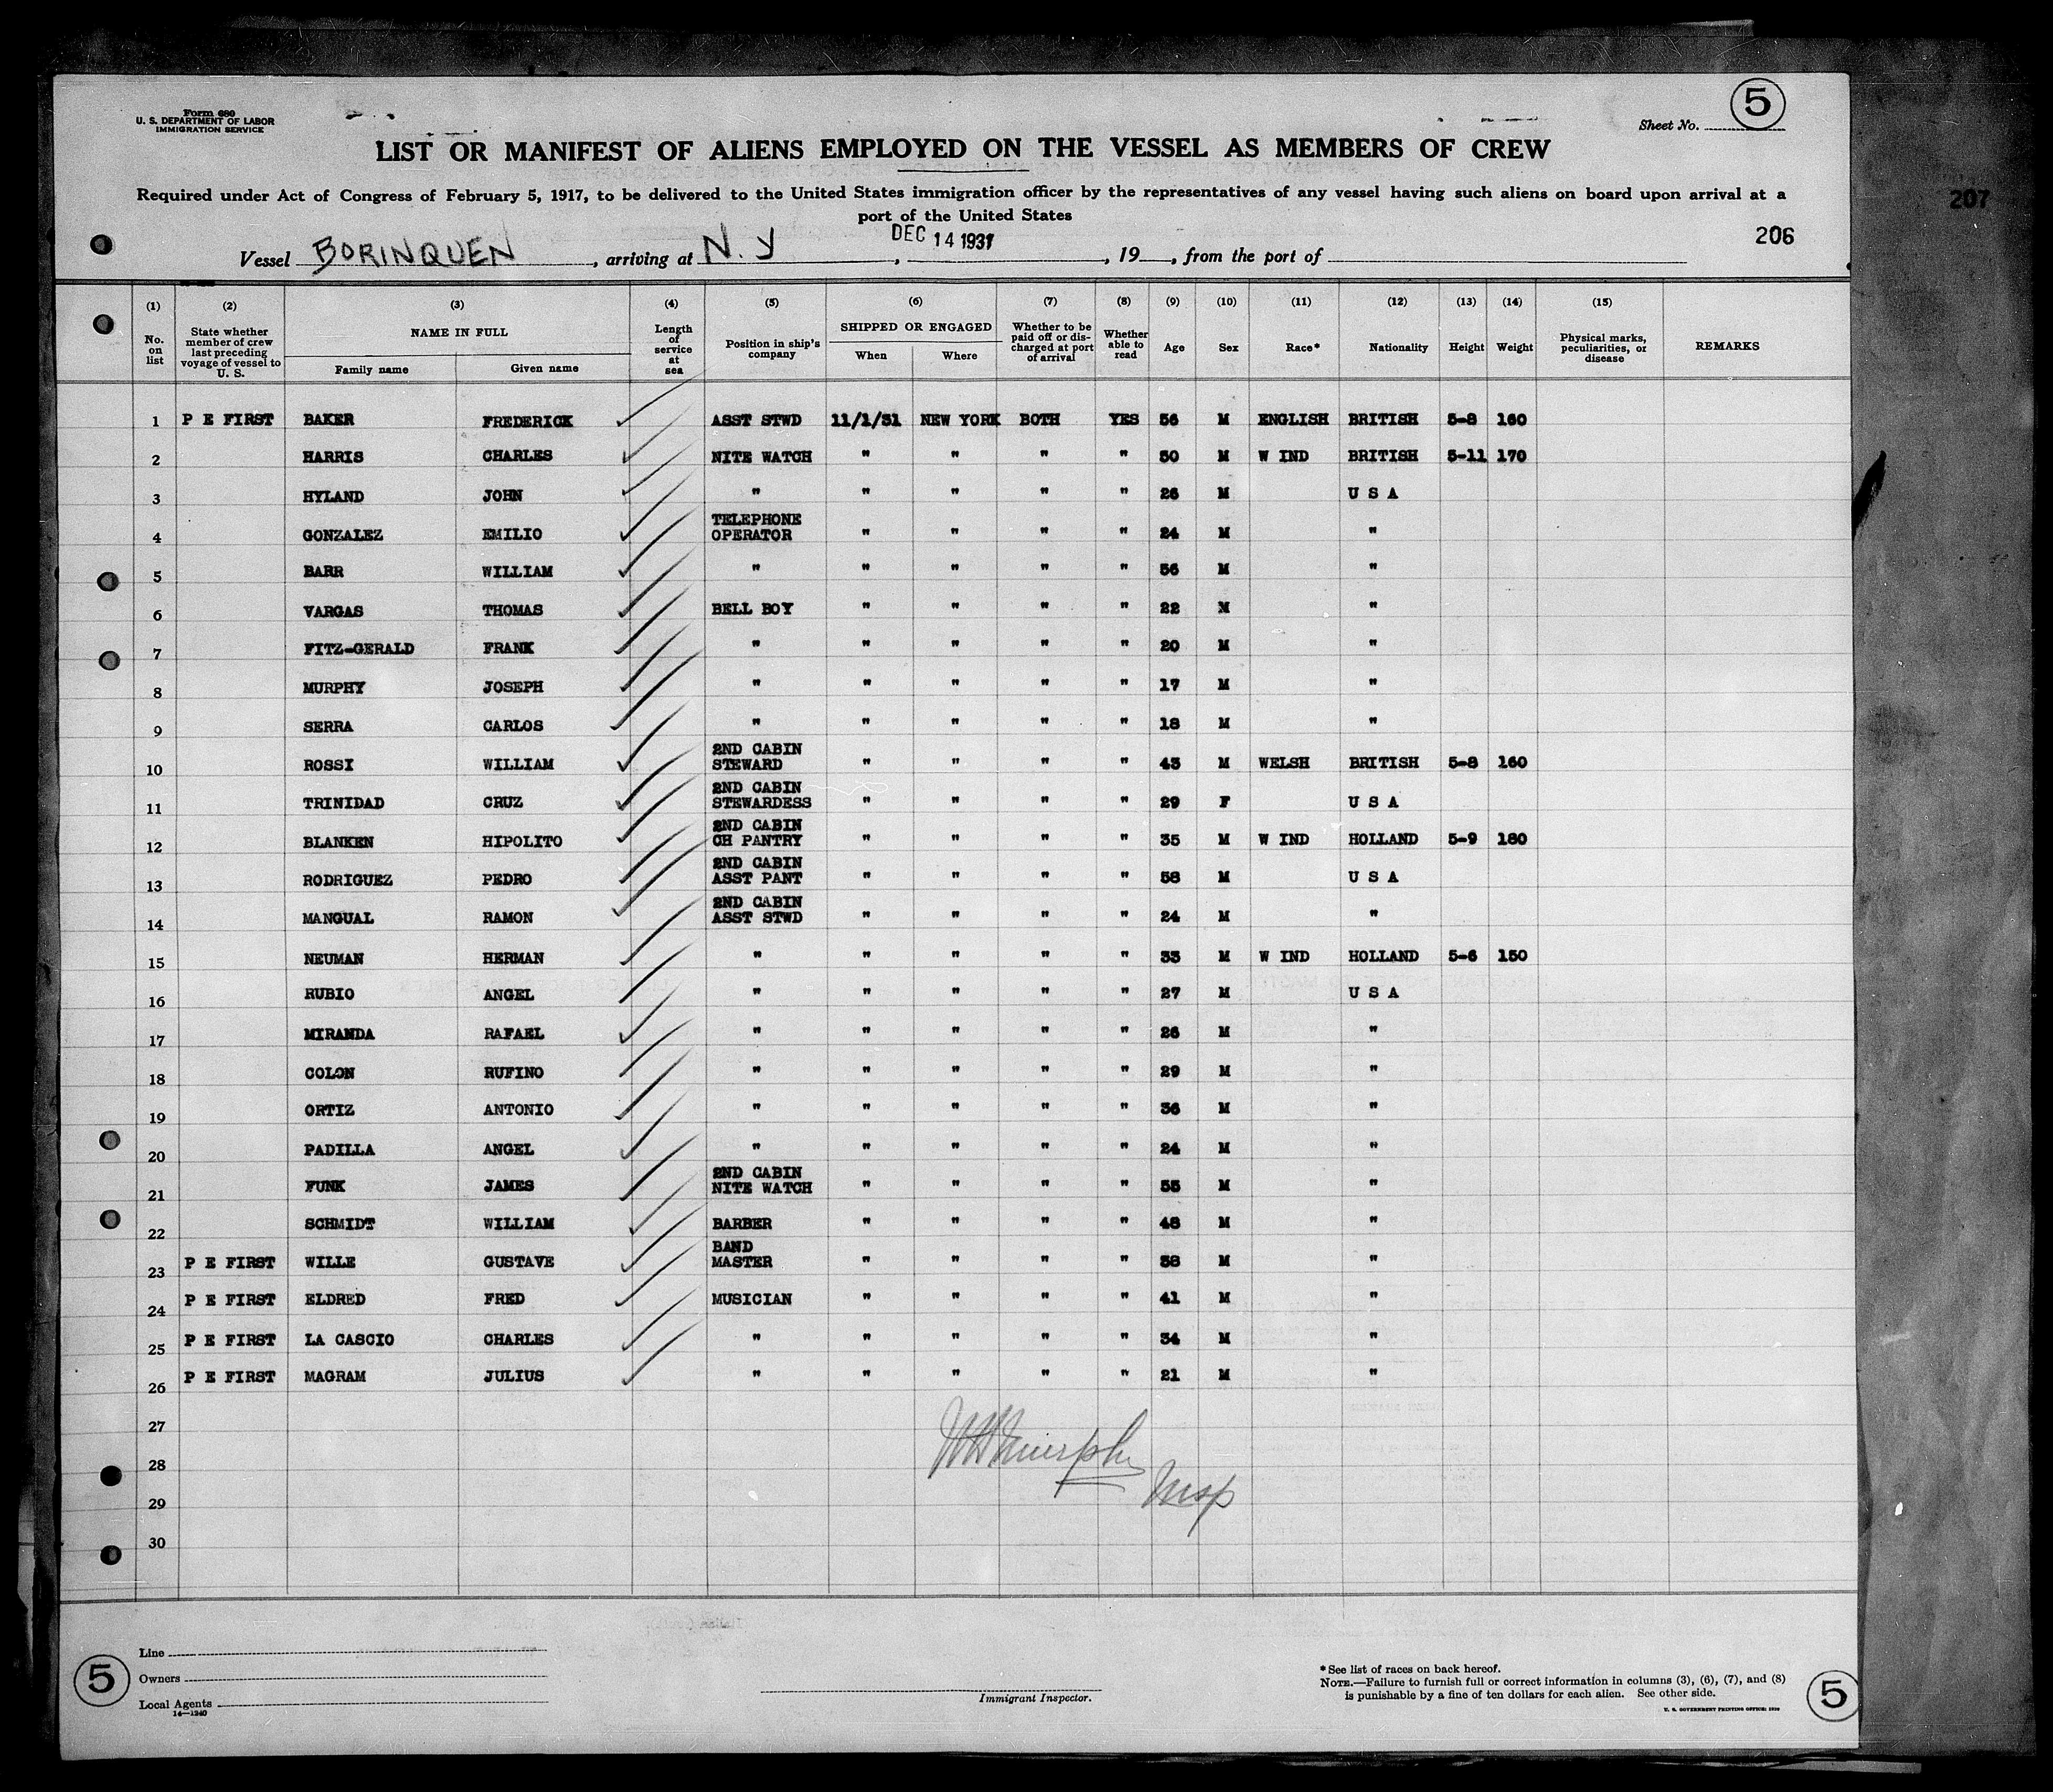 Form 680
U. S. DEPARTMENT OF LABOR
IMMIGRATION SERVICE
Sheet No. 5
LIST OR MANIFEST OF ALIENS EMPLOYED ON THE VESSEL AS MEMBERS OF CREW
Required under Act of Congress of February 5, 1917, to be delivered to the United States immigration officer by the representatives of any vessel having such aliens on board upon arrival at a
port of the United States
207
206
Vessel BORINQUEN, arriving at N. Y, DEC 14 1931, 19 , from the port of
(1) (2) (3) (4) (5) (6) (7) (8) (9) (10) (11) (12) (13) (14) (15)
No. on list | State whether member of crew last preceding voyage of vessel to U. S. | NAME IN FULL | Family name | Given name | Length of service at sea | Position in ship's company | SHIPPED OR ENGAGED | When | Where | Whether to be paid off or discharged at port of arrival | Whether able to read | Age | Sex | Race* | Nationality | Height | Weight | Physical marks, peculiarities, or disease | REMARKS
1 P E FIRST BAKER FREDERICK ASST STWD 11/1/31 NEW YORK BOTH YES 56 M ENGLISH BRITISH 5-8 160
2 HARRIS CHARLES NITE WATCH " " " " 50 M W IND BRITISH 5-11 170
3 HYLAND JOHN " " " " " 26 M U S A
4 GONZALEZ EMILIO TELEPHONE OPERATOR " " " " 24 M "
5 BARR WILLIAM " " " " " 56 M "
6 VARGAS THOMAS BELL BOY " " " " 22 M "
7 FITZ-GERALD FRANK " " " " " 20 M "
8 MURPHY JOSEPH " " " " " 17 M "
9 SERRA CARLOS " " " " " 18 M "
10 ROSSI WILLIAM 2ND CABIN STEWARD " " " " 43 M WELSH BRITISH 5-8 160
11 TRINIDAD CRUZ 2ND CABIN STEWARDESS " " " " 29 F U S A
12 BLANKEN HIPOLITO 2ND CABIN CH PANTRY " " " " 35 M W IND HOLLAND 5-9 180
13 RODRIGUEZ PEDRO 2ND CABIN ASST PANT " " " " 58 M U S A
14 MANGUAL RAMON 2ND CABIN ASST STWD " " " " 24 M "
15 NEUMAN HERMAN " " " " " 33 M W IND HOLLAND 5-6 150
16 RUBIO ANGEL " " " " " 27 M U S A
17 MIRANDA RAFAEL " " " " " 26 M "
18 COLON RUFINO " " " " " 29 M "
19 ORTIZ ANTONIO " " " " " 36 M "
20 PADILLA ANGEL " " " " " 24 M "
21 FUNK JAMES 2ND CABIN NITE WATCH " " " " 55 M "
22 SCHMIDT WILLIAM BARBER " " " " 48 M "
23 P E FIRST WILLE GUSTAVE BAND MASTER " " " " 38 M "
24 P E FIRST ELDRED FRED MUSICIAN " " " " 41 M "
25 P E FIRST LA CASCIO CHARLES " " " " " 34 M "
26 P E FIRST MAGRAM JULIUS " " " " " 21 M "
27
28
29
30
Murphy Insp
Line
Owners
Local Agents
14—1240
5
Immigrant Inspector.
* See list of races on back hereof.
NOTE.—Failure to furnish full or correct information in columns (3), (6), (7), and (8)
is punishable by a fine of ten dollars for each alien. See other side.
U. S. GOVERNMENT PRINTING OFFICE: 1930
5